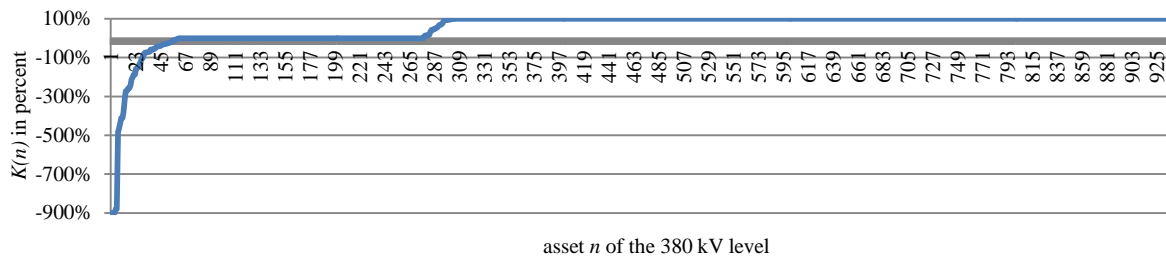 100%
-100%
-300%
-500%
-700%
-900%
K(n) in percent
1 23 45 67 89 111 133 155 177 199 221 243 265 287 309 331 353 375 397 419 441 463 485 507 529 551 573 595 617 639 661 683 705 727 749 771 793 815 837 859 881 903 925
asset n of the 380 kV level